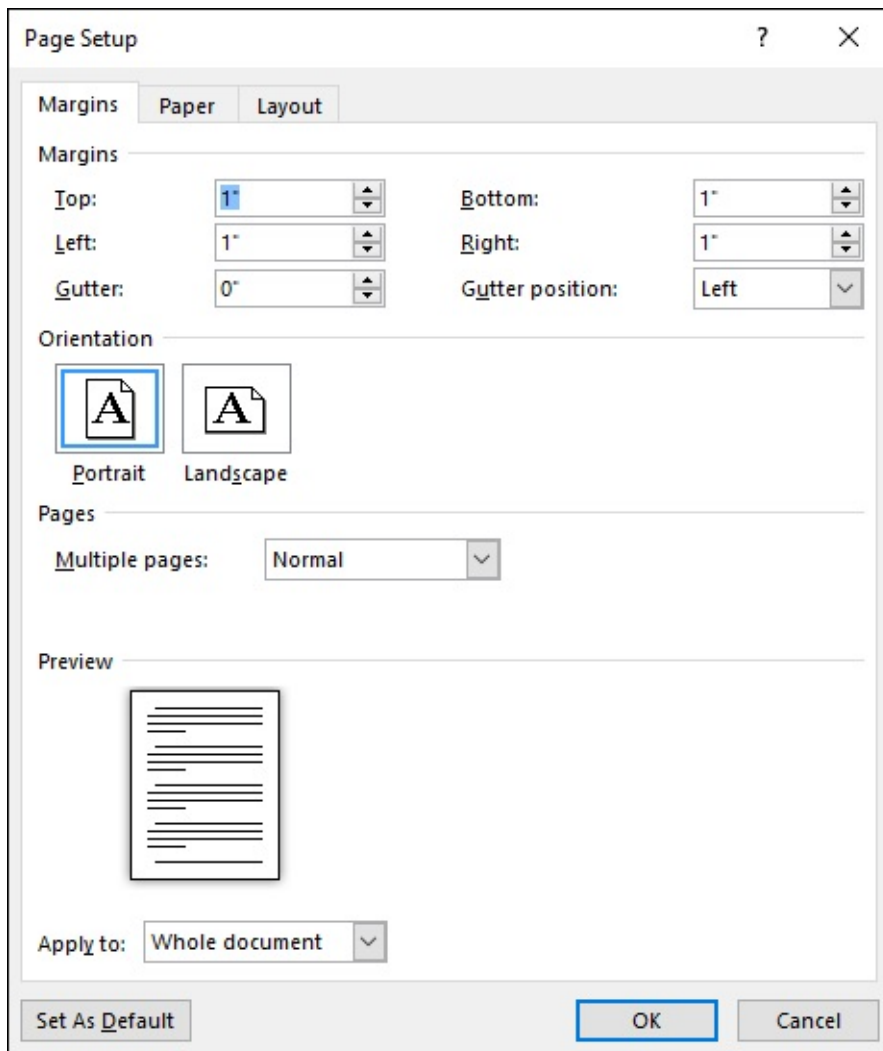 Page Setup ? ×
Margins Paper Layout
Margins
Top: 1" Bottom: 1"
Left: 1" Right: 1"
Gutter: 0" Gutter position: Left
Orientation
A A
Portrait Landscape
Pages
Multiple pages: Normal
Preview
Apply to: Whole document
Set As Default OK Cancel